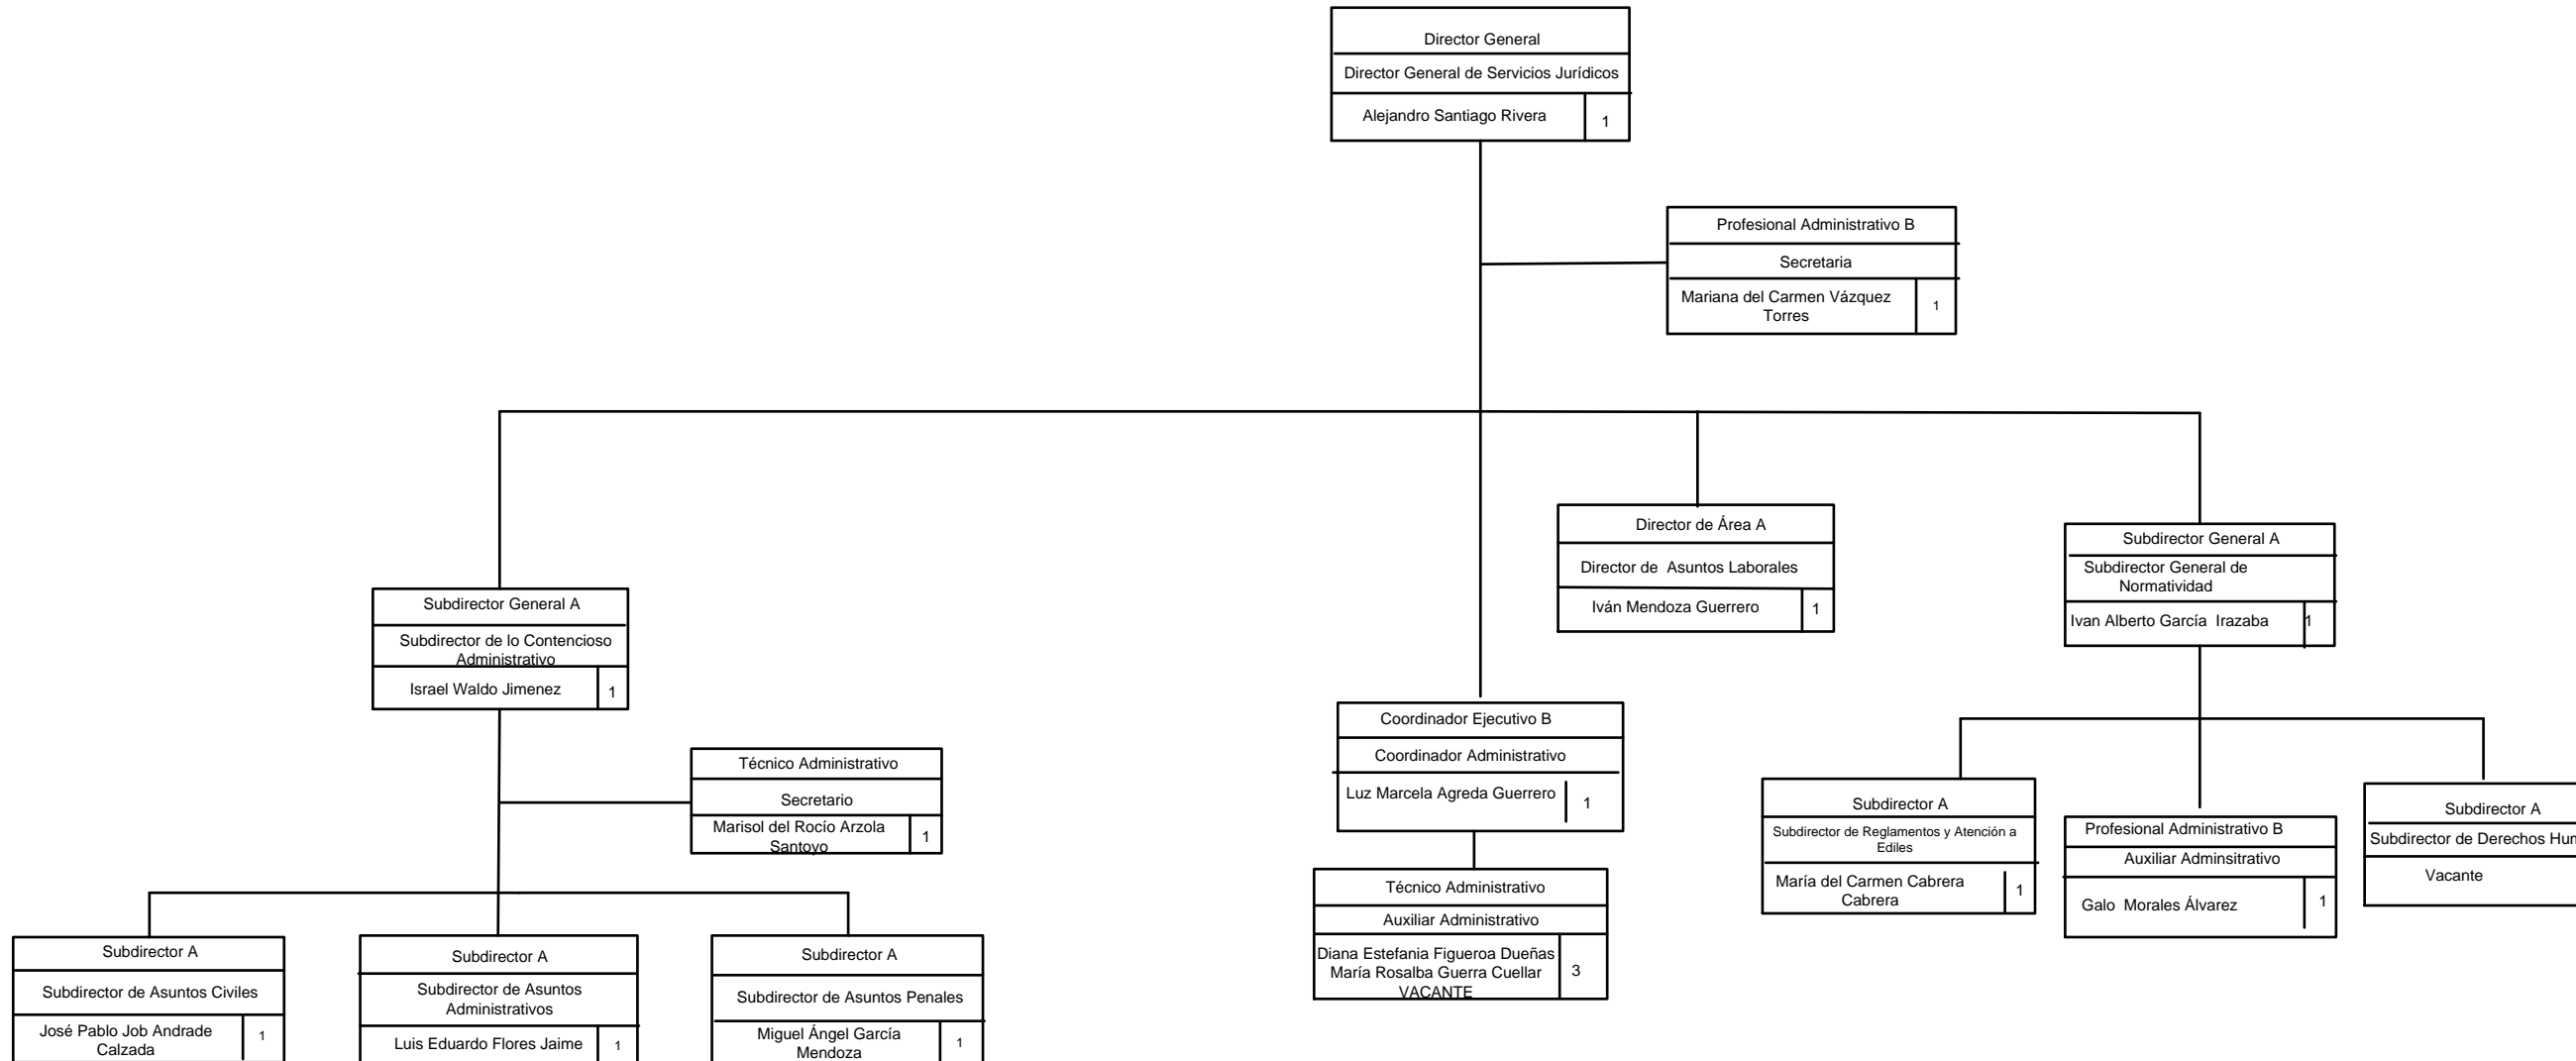 Director General
Director General de Servicios Jurídicos
Alejandro Santiago Rivera
1
Profesional Administrativo B
Secretaria
Mariana del Carmen Vázquez
Torres
1
Director de Área A
Director de  Asuntos Laborales
Iván Mendoza Guerrero
1
Subdirector General A
Subdirector General de
Normatividad
Ivan Alberto García  Irazaba
1
Subdirector General A
Subdirector de lo Contencioso
Administrativo
Israel Waldo Jimenez
1
Coordinador Ejecutivo B
Coordinador Administrativo
Luz Marcela Agreda Guerrero
1
Técnico Administrativo
Secretario
Marisol del Rocío Arzola
Santoyo
1
Subdirector A
Subdirector de Reglamentos y Atención a
Ediles
María del Carmen Cabrera
Cabrera
1
Profesional Administrativo B
Auxiliar Adminsitrativo
Galo  Morales Álvarez
1
Subdirector A
Subdirector de Derechos
Vacante
Técnico Administrativo
Auxiliar Administrativo
Diana Estefania Figueroa Dueñas
María Rosalba Guerra Cuellar
VACANTE
3
Subdirector A
Subdirector de Asuntos Civiles
José Pablo Job Andrade
Calzada
1
Subdirector A
Subdirector de Asuntos
Administrativos
Luis Eduardo Flores Jaime
1
Subdirector A
Subdirector de Asuntos Penales
Miguel Ángel García
Mendoza
1